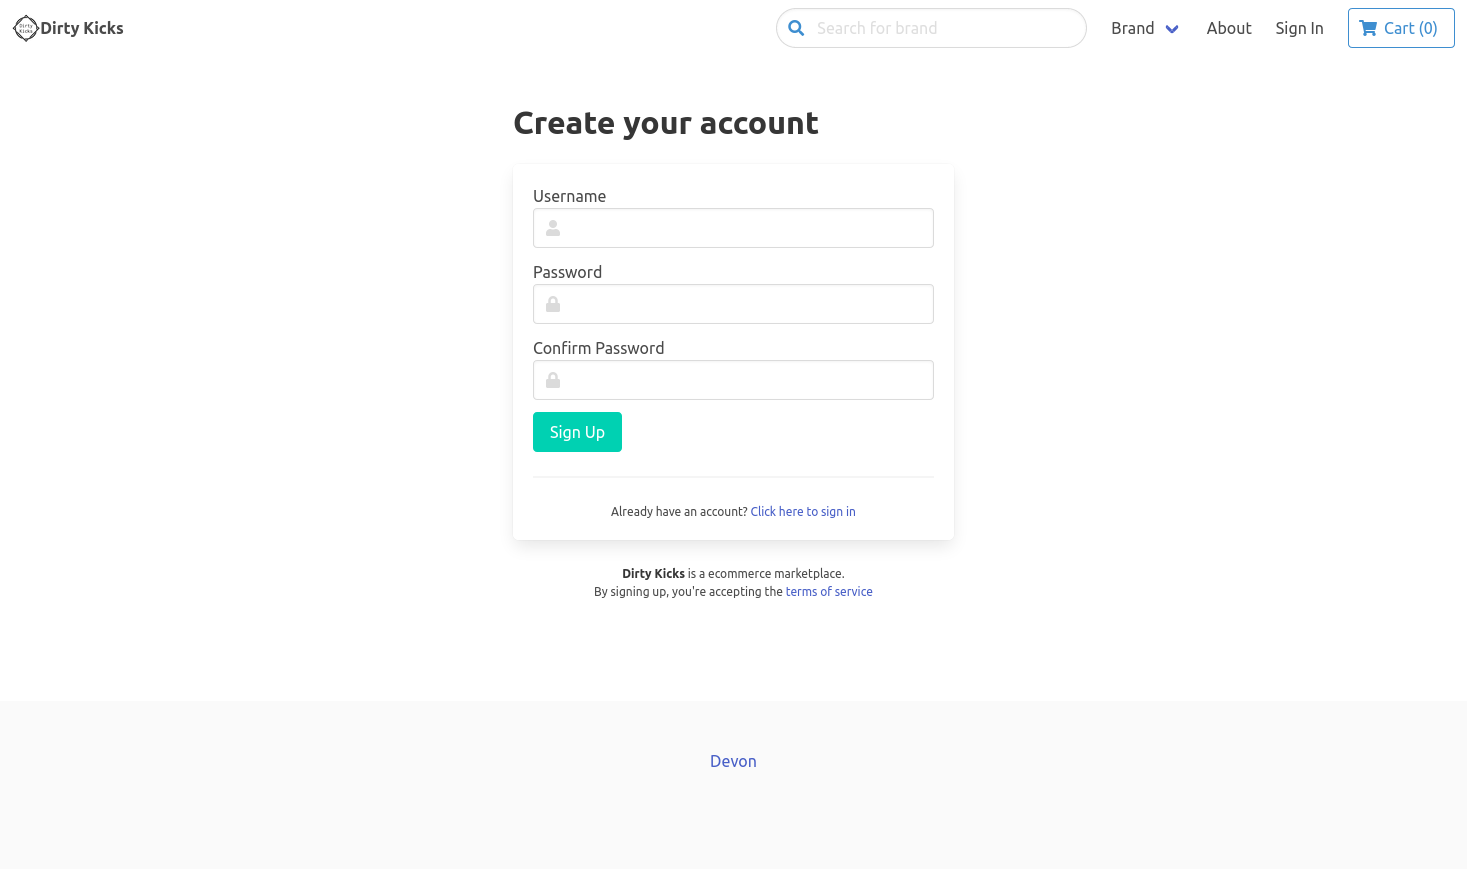 Dirty Kicks
Dirty Kicks
Search for brand
Brand
About
Sign In
Cart (0)
Create your account
Username
Password
Confirm Password
Sign Up
Already have an account? Click here to sign in
Dirty Kicks is a ecommerce marketplace.
By signing up, you're accepting the terms of service
Devon